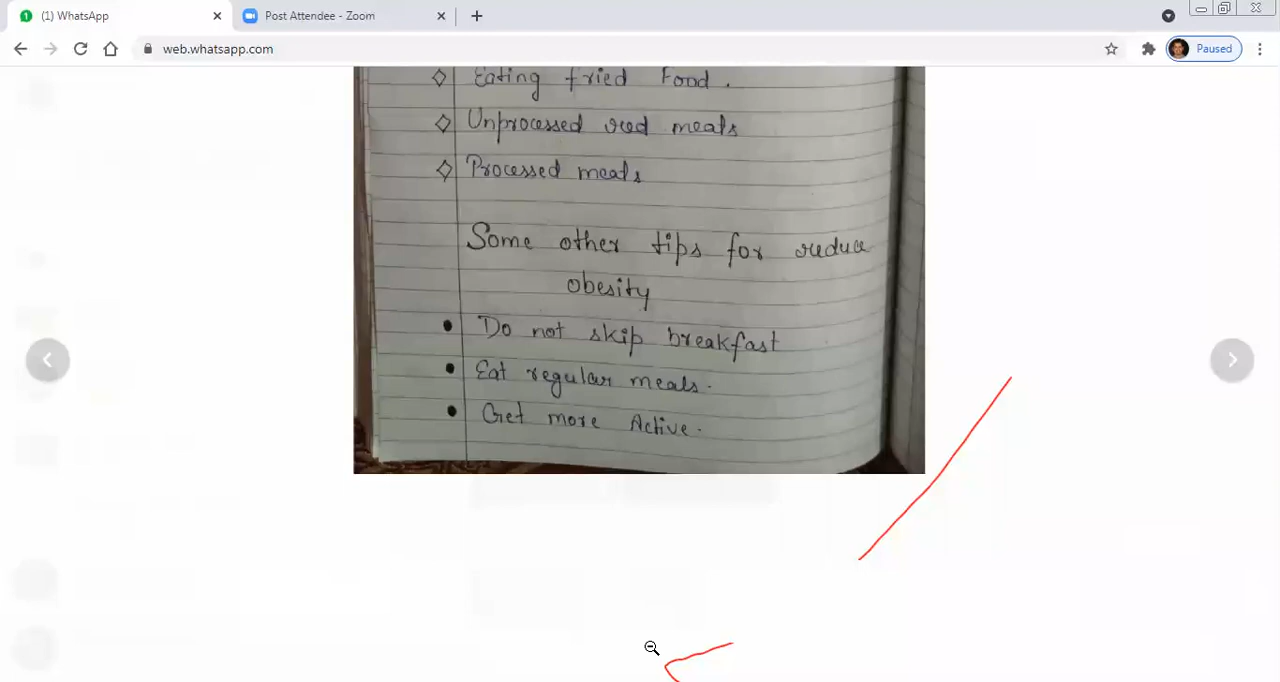 (1) WhatsApp
Post Attendee - Zoom
web.whatsapp.com
Paused
Eating fried Food.
Unprocessed red meats
Processed meats
Some other tips for reduce
obesity
Do not skip breakfast
Eat regular meals.
Get more Active.